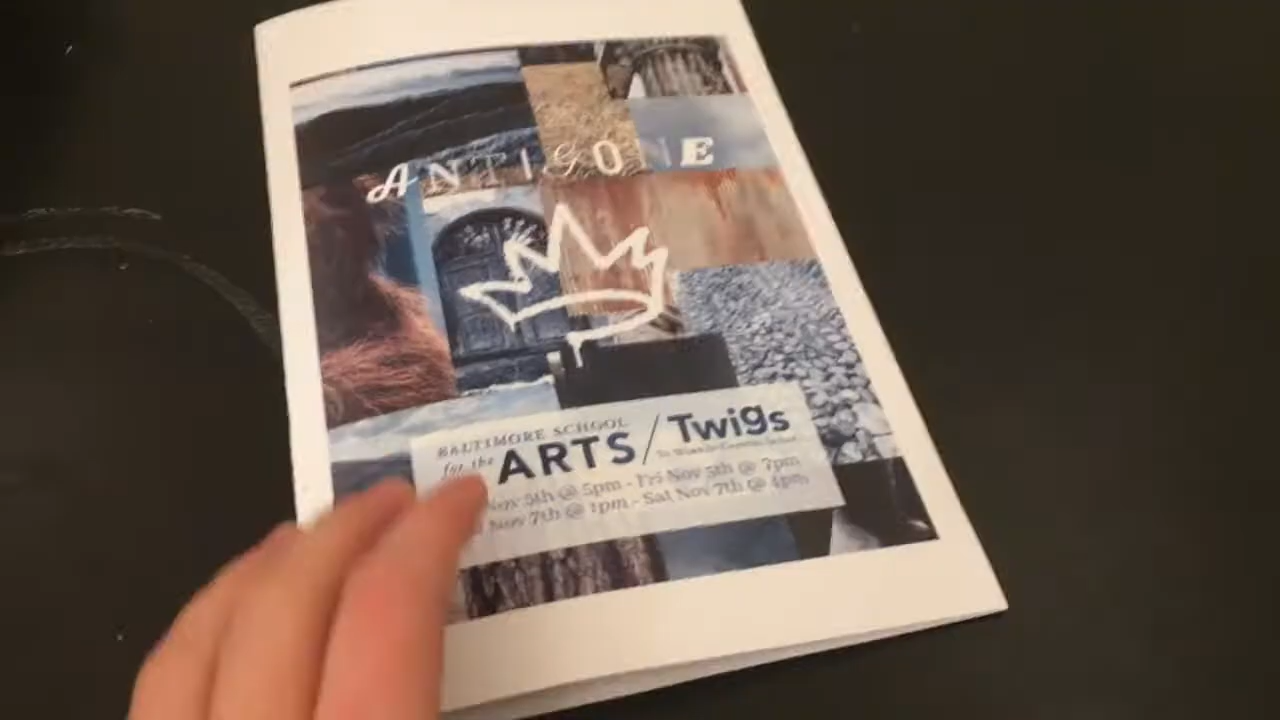 ANTIGONE
BALTIMORE SCHOOL
for the ARTS / Twigs
Nov 5th @ 5pm - Fri Nov 5th @ 7pm
Nov 7th @ 1pm - Sat Nov 7th @ 4pm